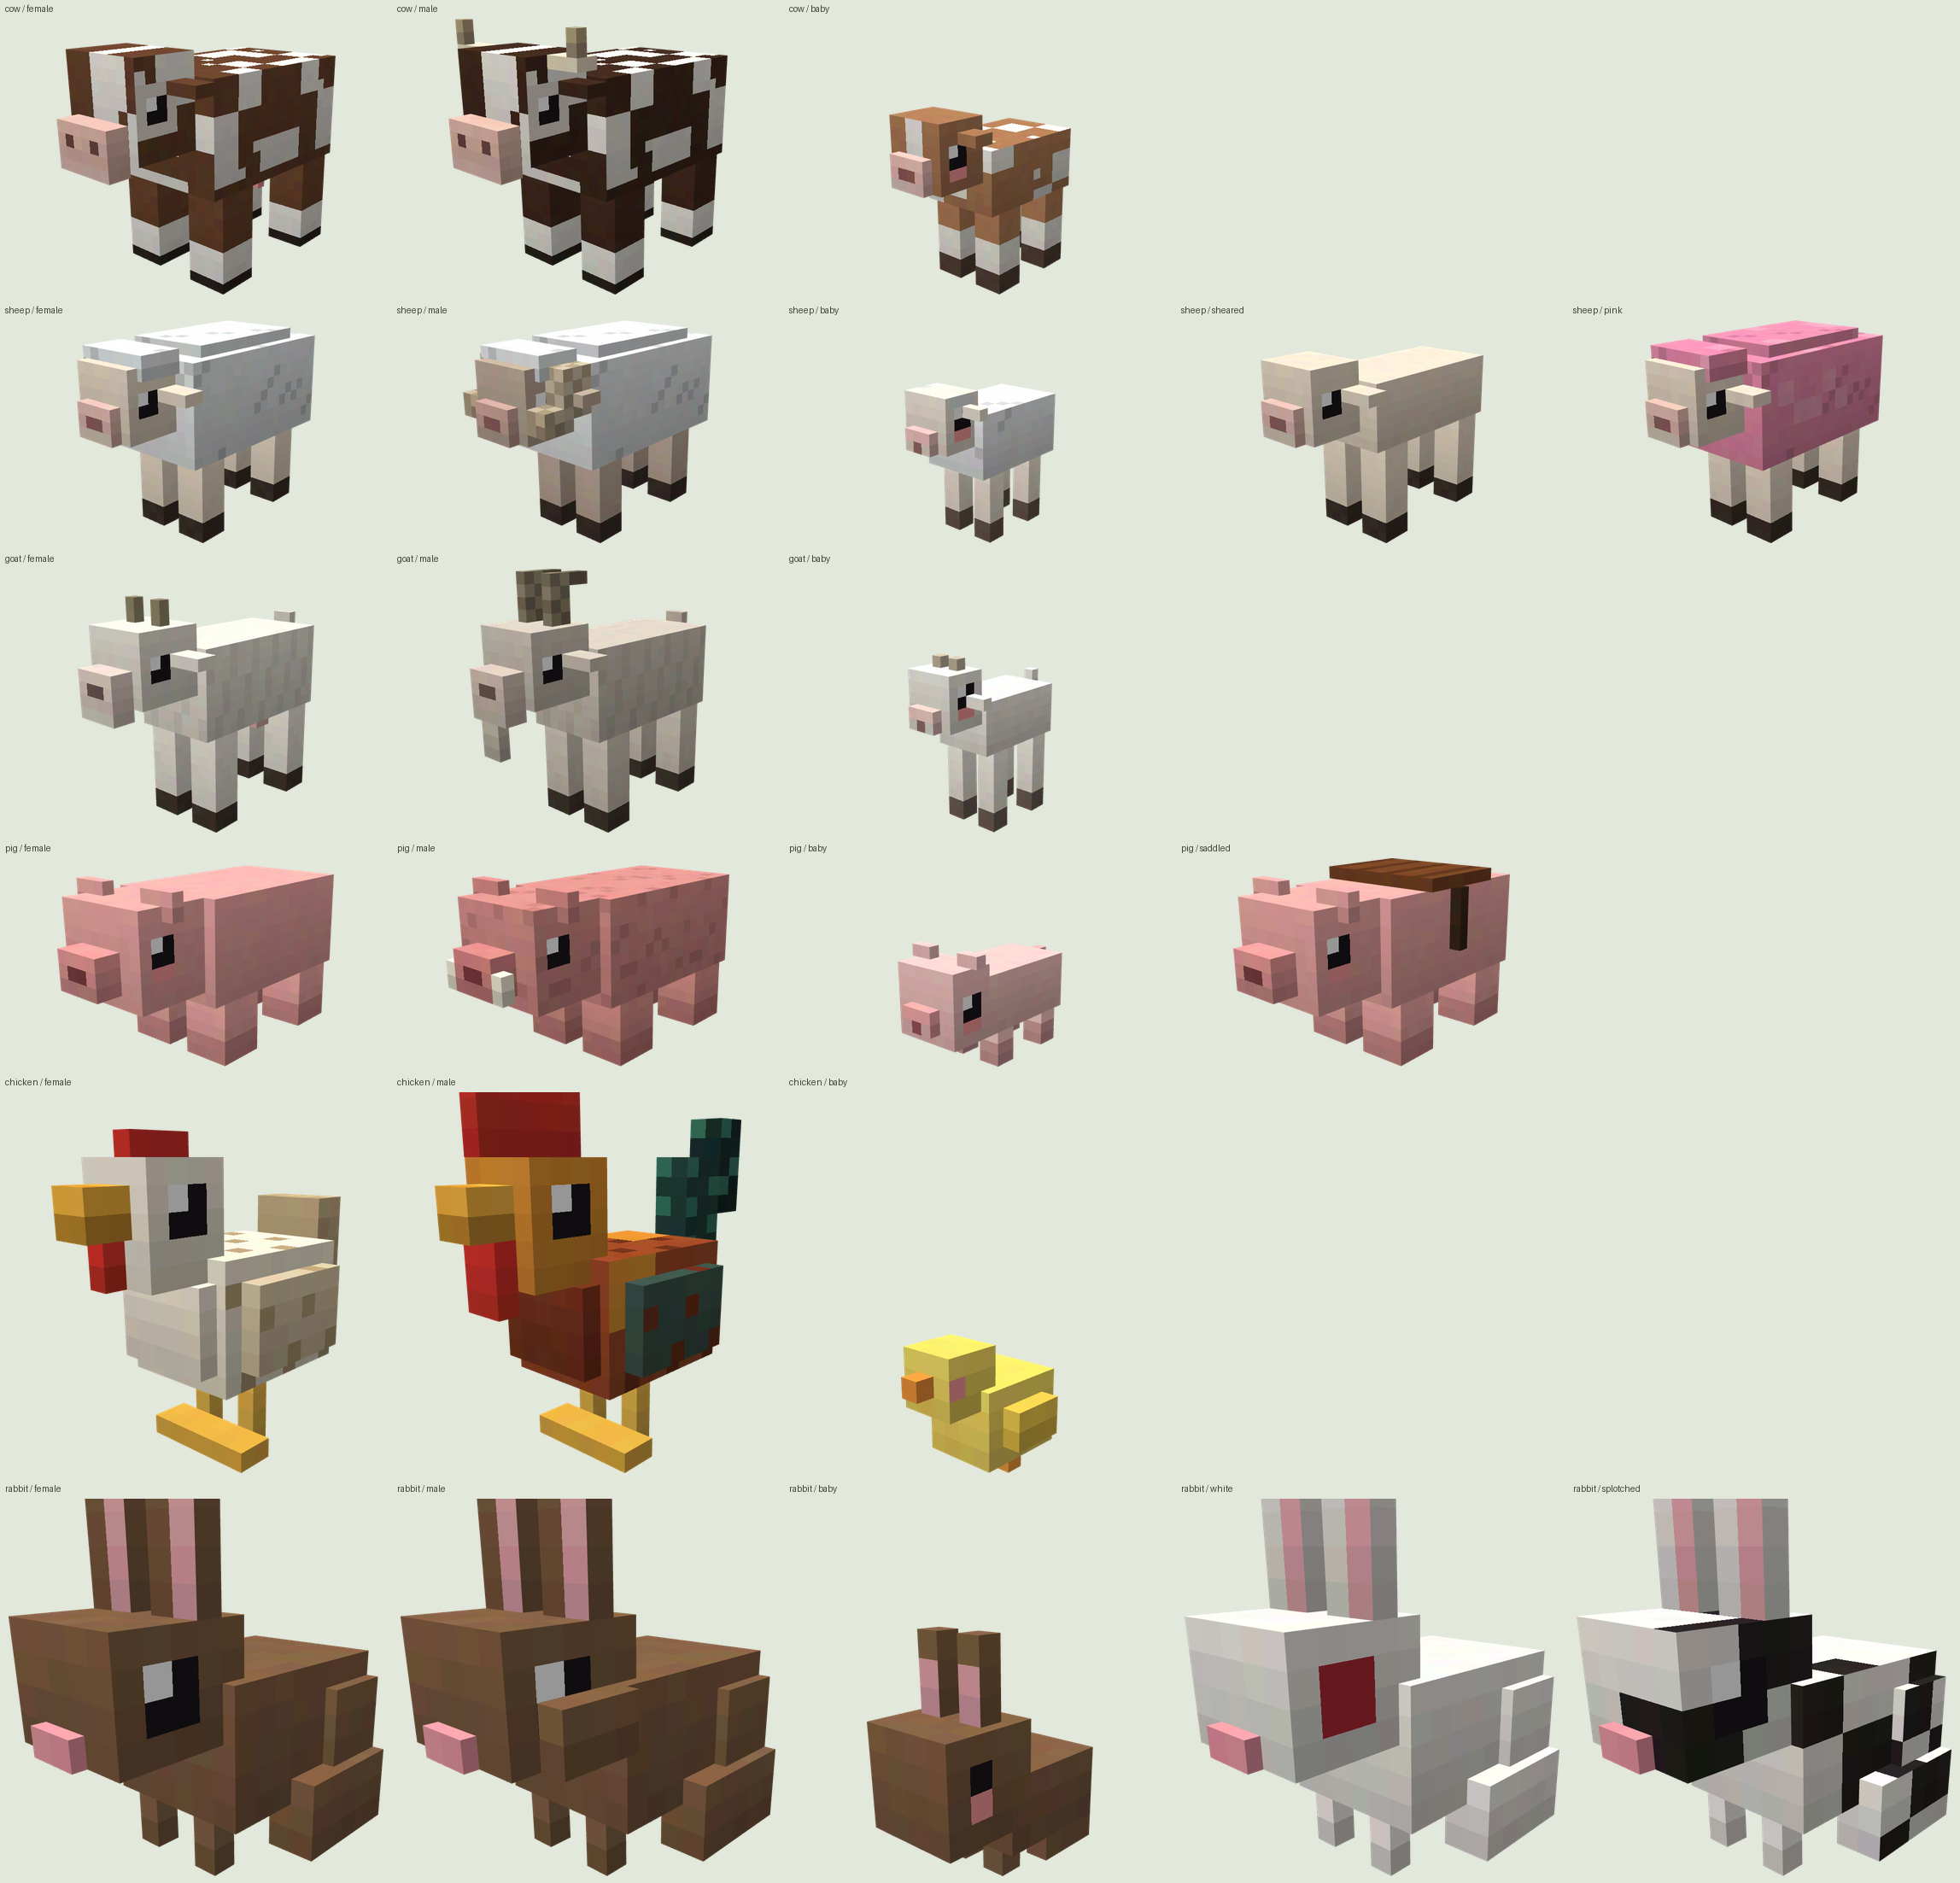 cow / female
cow / male
cow / baby
sheep / female
sheep / male
sheep / baby
sheep / sheared
sheep / pink
goat / female
goat / male
goat / baby
pig / female
pig / male
pig / baby
pig / saddled
chicken / female
chicken / male
chicken / baby
rabbit / female
rabbit / male
rabbit / baby
rabbit / white
rabbit / splotched